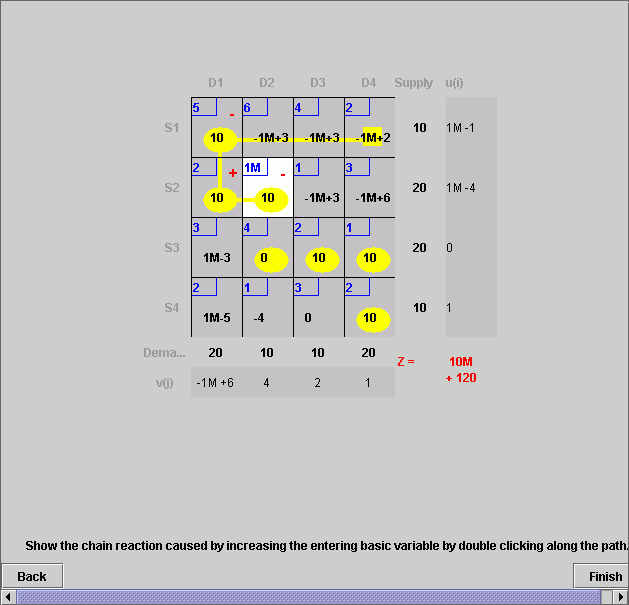 D1 D2 D3 D4 Supply u(i)
5 - 6 4 2
S1 10 -1M+3 -1M+3 -1M+2 10 1M -1
2 + 1M - 1 3
S2 10 10 -1M+3 -1M+6 20 1M -4
3 4 2 1
S3 1M-3 0 10 10 20 0
2 1 3 2
S4 1M-5 -4 0 10 10 1
Dema... 20 10 10 20 Z = 10M
+ 120
v(j) -1M +6 4 2 1
Show the chain reaction caused by increasing the entering basic variable by double clicking along the path.
Back Finish